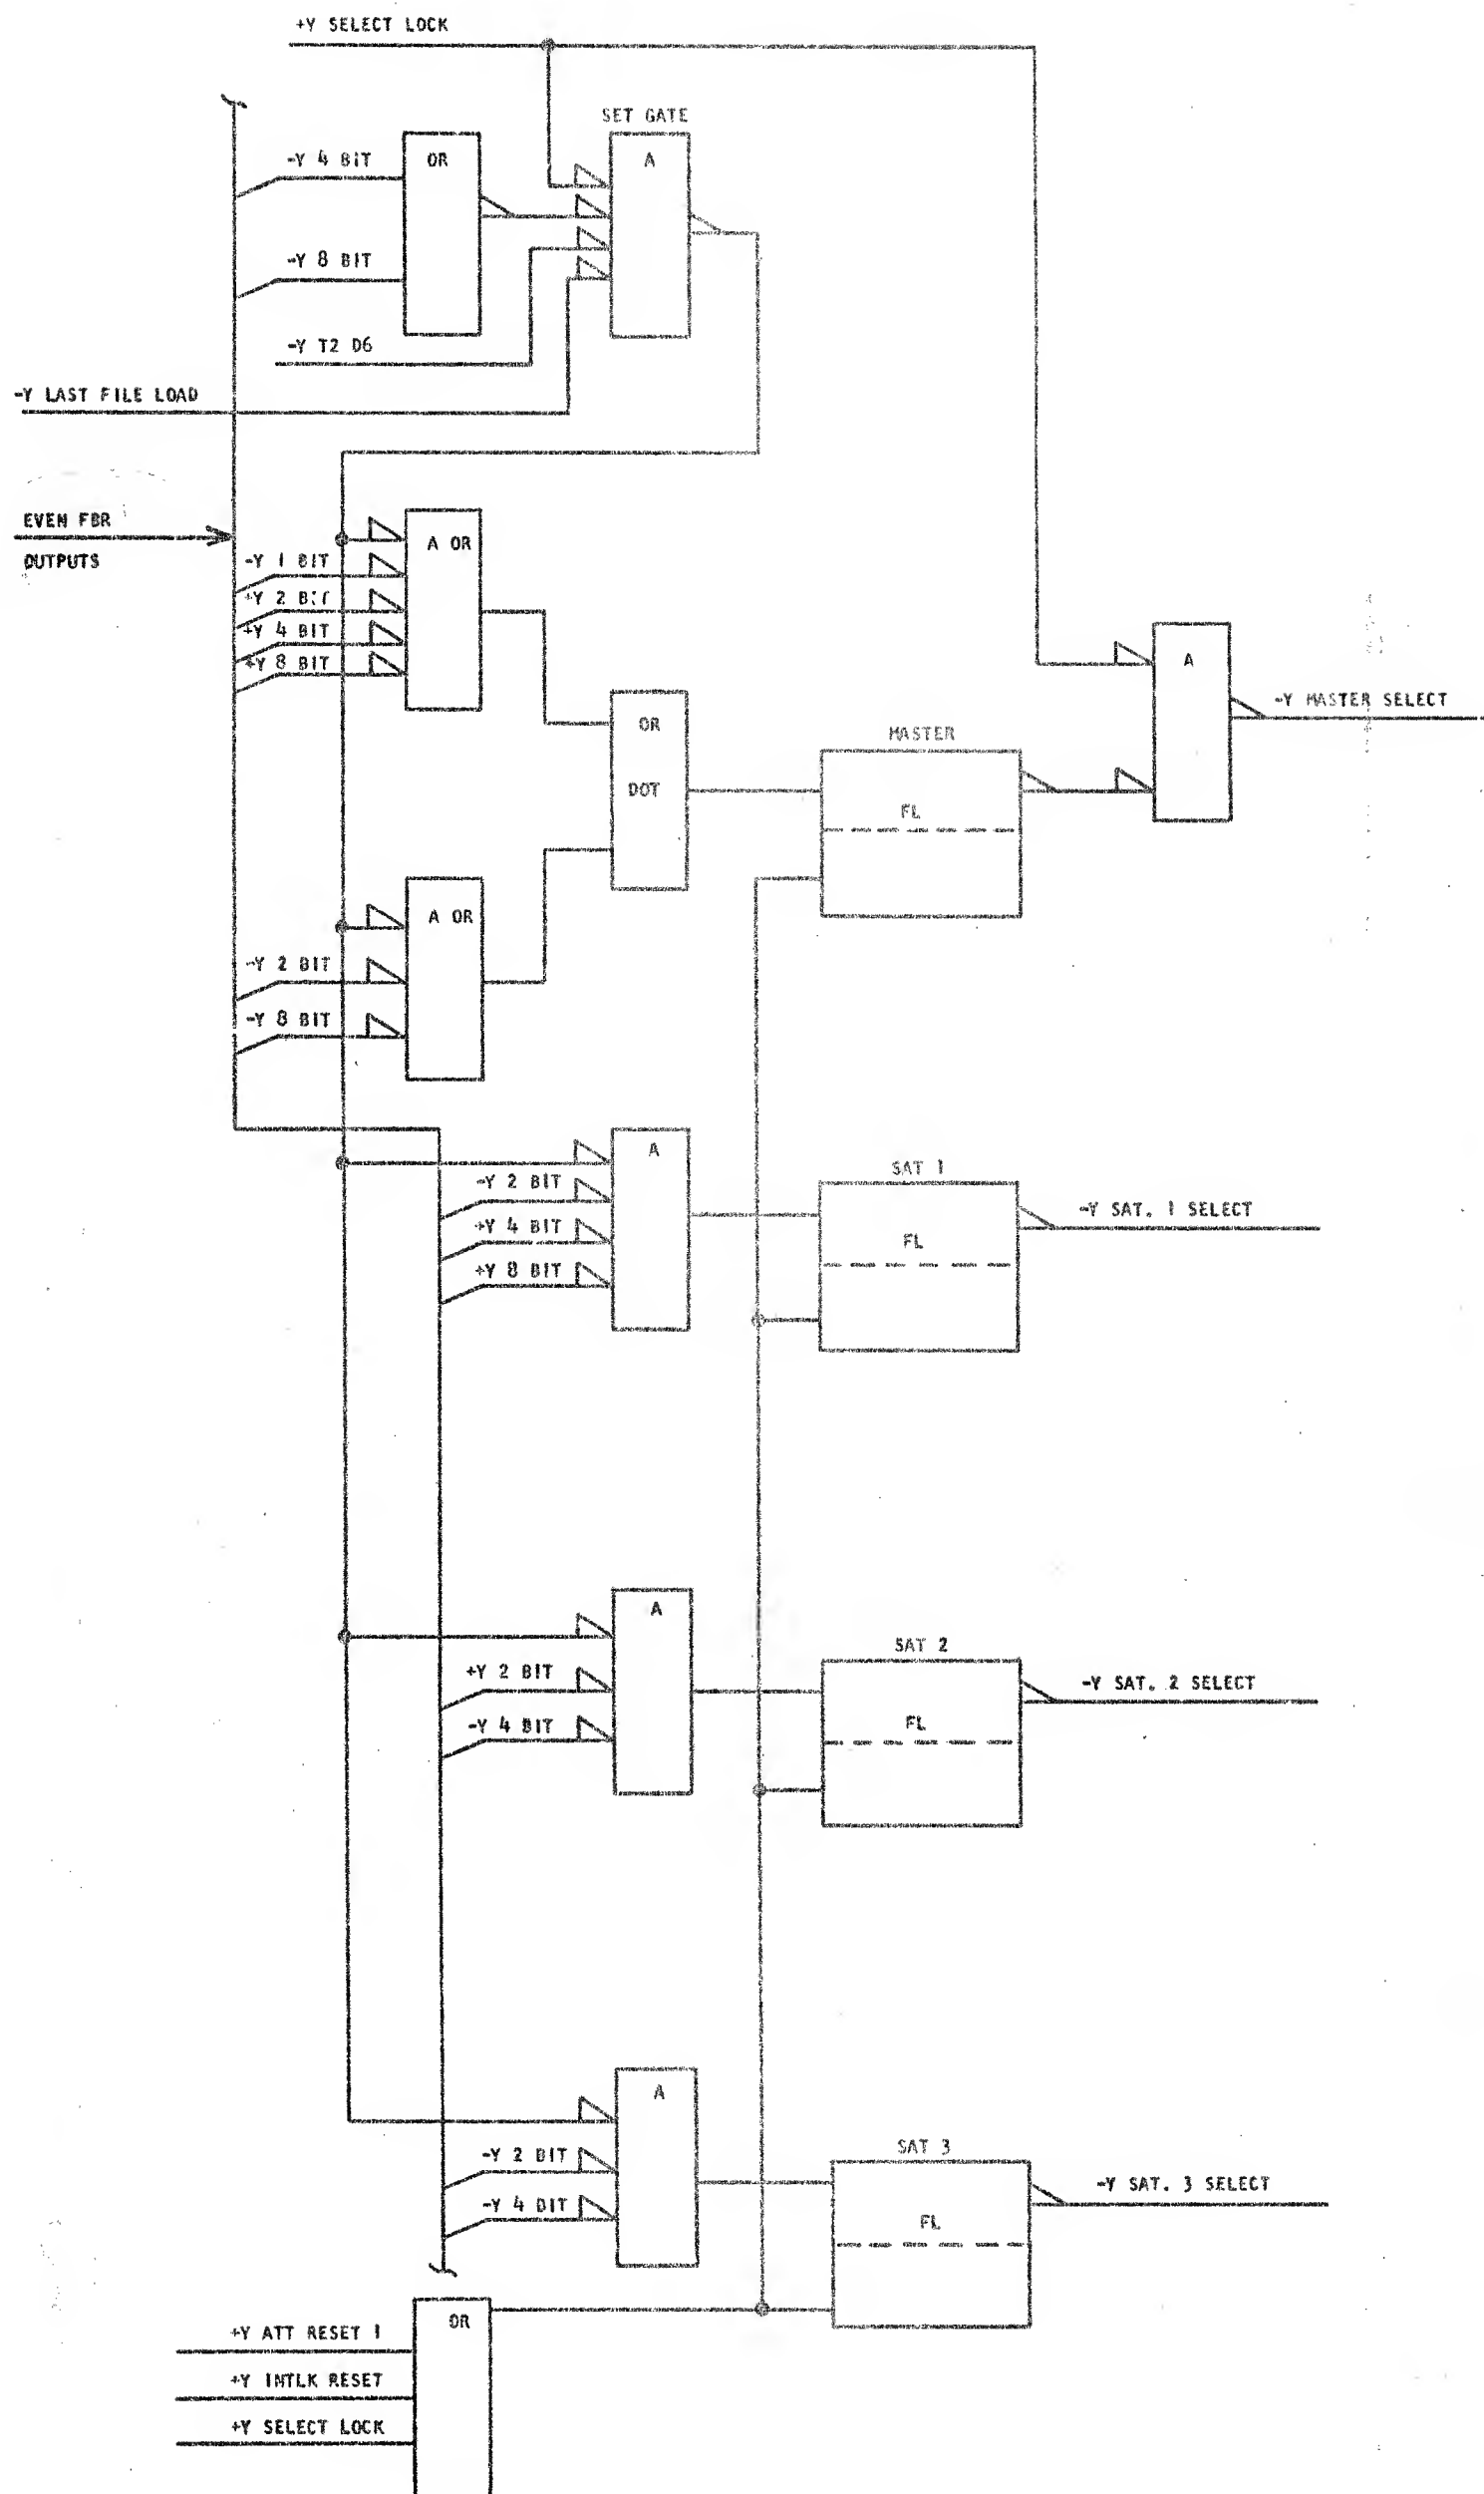 +Y SELECT LOCK
SET GATE
-Y 4 BIT
OR
A
-Y 8 BIT
-Y T2 D6
-Y LAST FILE LOAD
EVEN FBR
OUTPUTS
A OR
-Y 1 BIT
+Y 2 BIT
+Y 4 BIT
+Y 8 BIT
A
-Y MASTER SELECT
OR
DOT
MASTER
FL
A OR
-Y 2 BIT
-Y 8 BIT
A
SAT 1
-Y 2 BIT
-Y SAT. 1 SELECT
+Y 4 BIT
FL
+Y 8 BIT
A
SAT 2
+Y 2 BIT
-Y SAT. 2 SELECT
-Y 4 BIT
FL
A
SAT 3
-Y 2 BIT
-Y SAT. 3 SELECT
-Y 4 BIT
FL
OR
+Y ATT RESET 1
+Y INTLK RESET
+Y SELECT LOCK